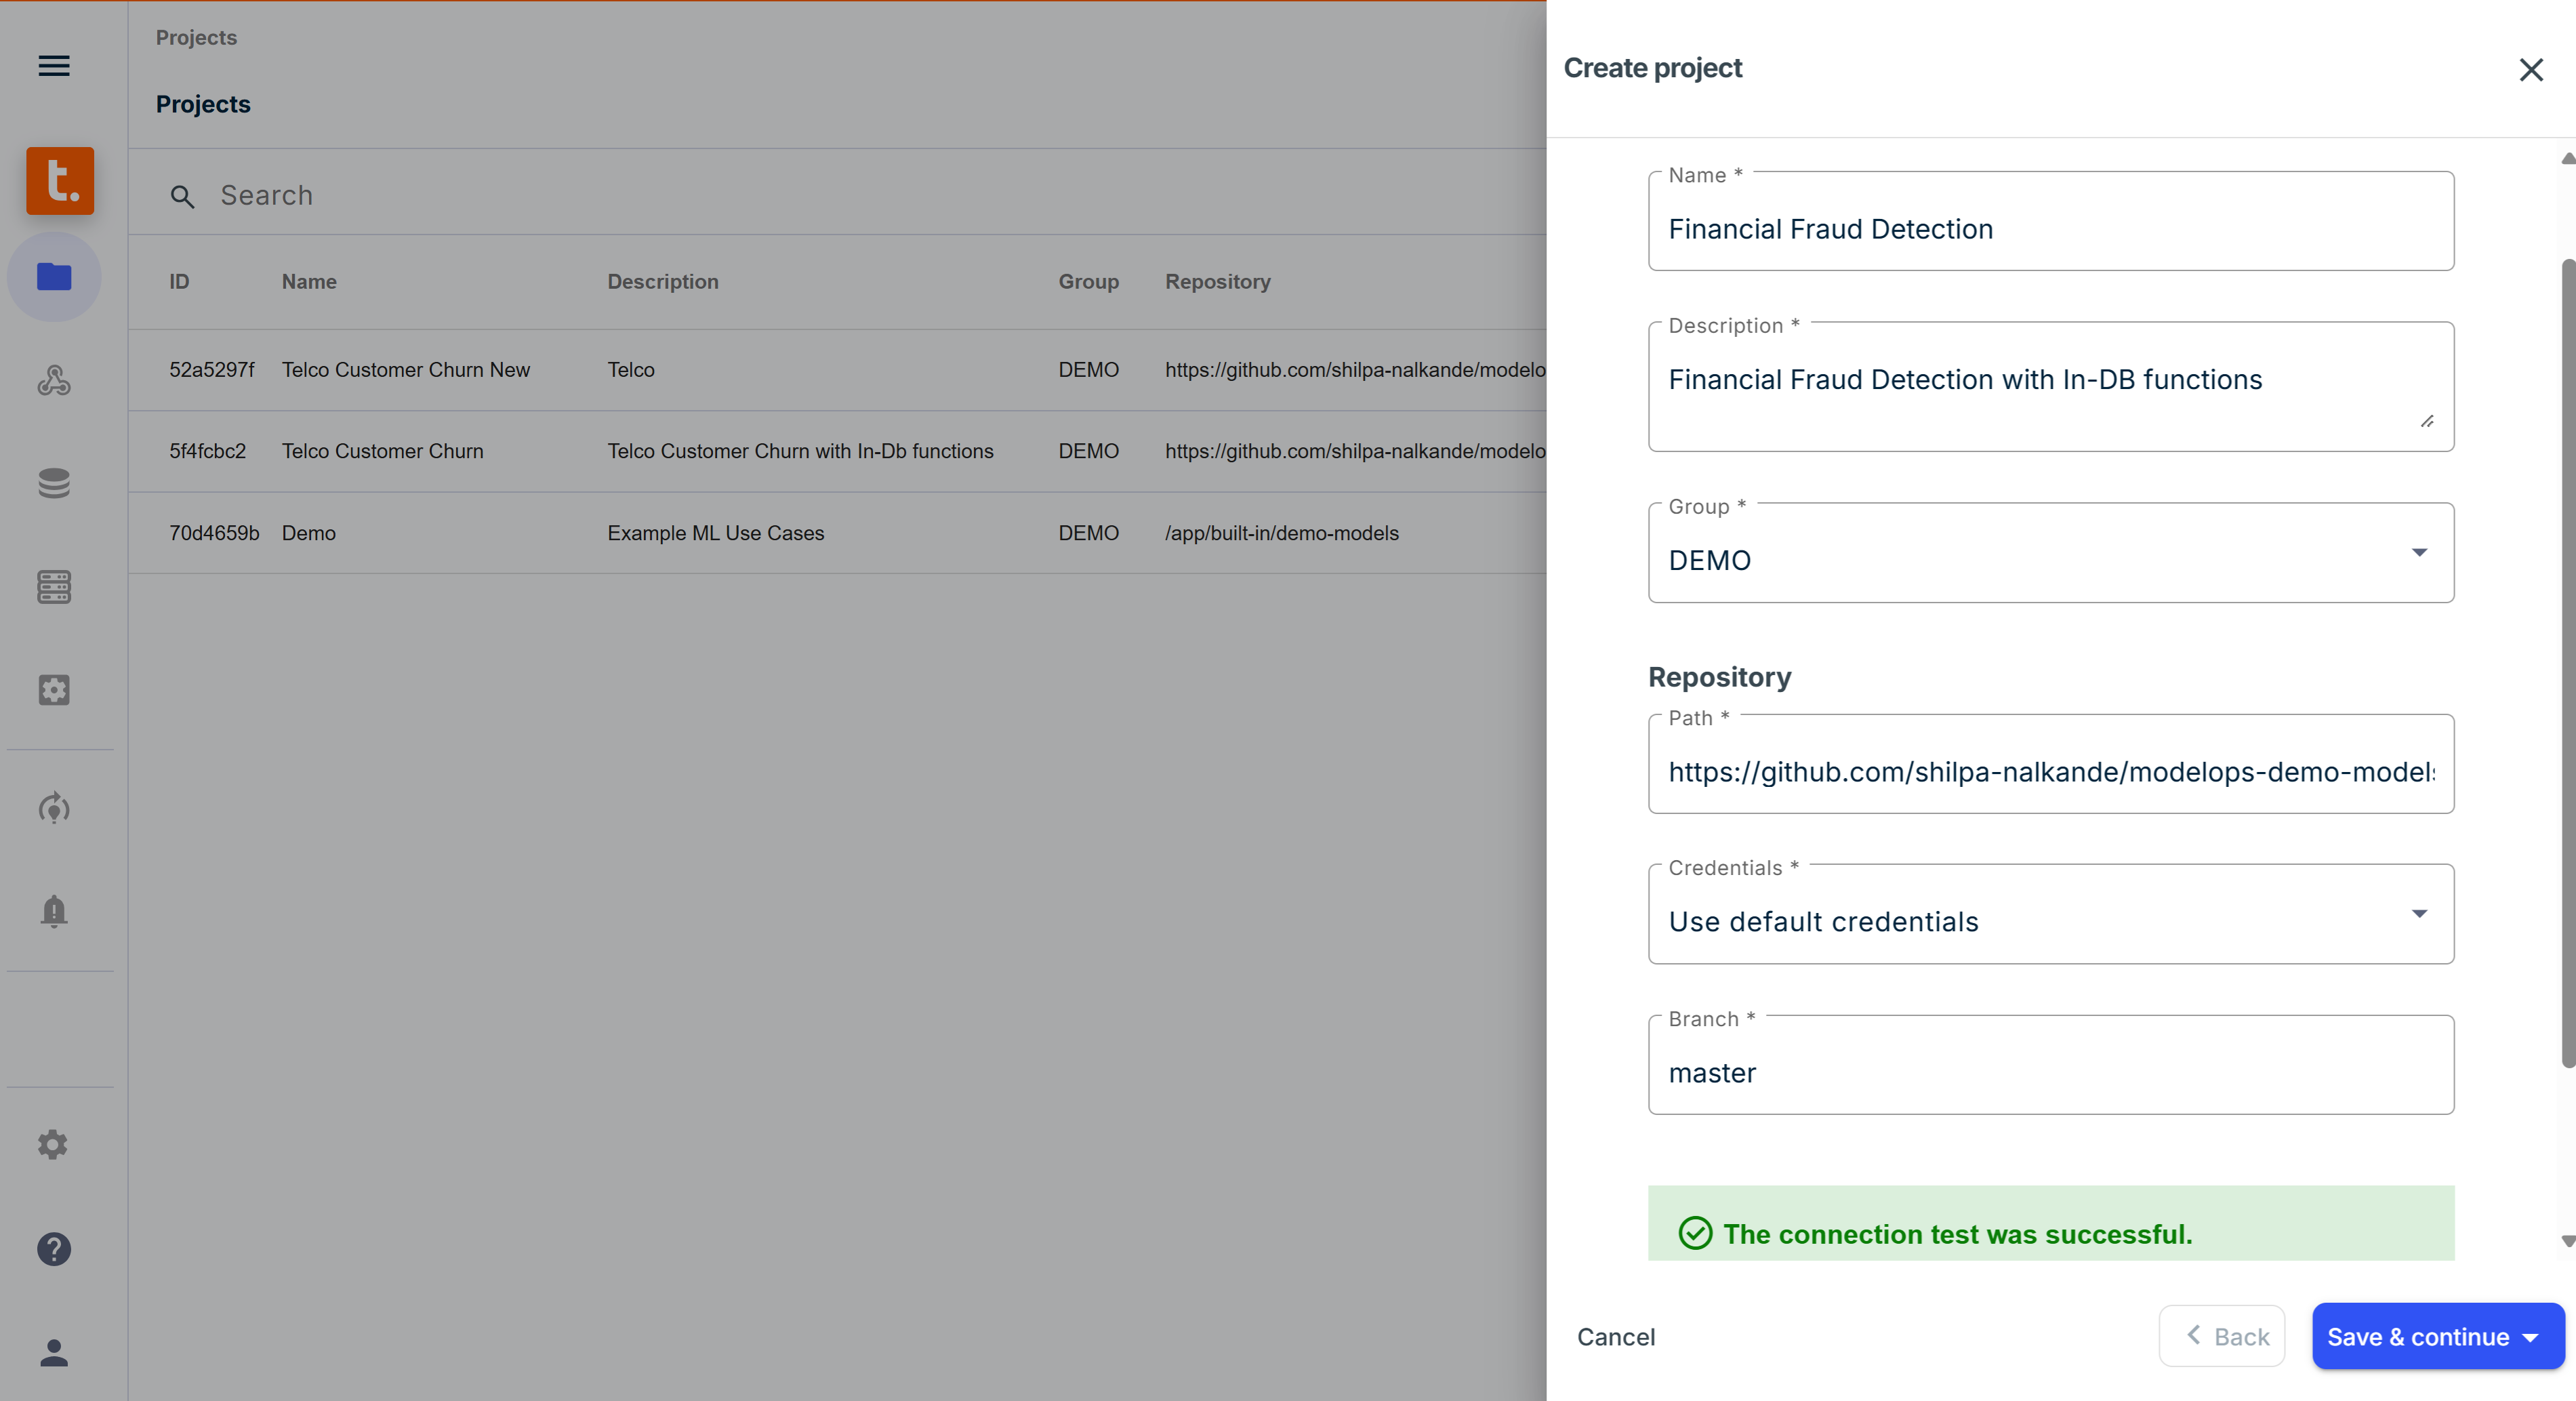 Projects
Projects
t.
Search
ID Name Description Group Repository
52a5297f Telco Customer Churn New Telco DEMO https://github.com/shilpa-nalkande/modelo
5f4fcbc2 Telco Customer Churn Telco Customer Churn with In-Db functions DEMO https://github.com/shilpa-nalkande/modelo
70d4659b Demo Example ML Use Cases DEMO /app/built-in/demo-models
Create project
Name *
Financial Fraud Detection
Description *
Financial Fraud Detection with In-DB functions
Group *
DEMO
Repository
Path *
https://github.com/shilpa-nalkande/modelops-demo-models
Credentials *
Use default credentials
Branch *
master
The connection test was successful.
Cancel
Back
Save & continue